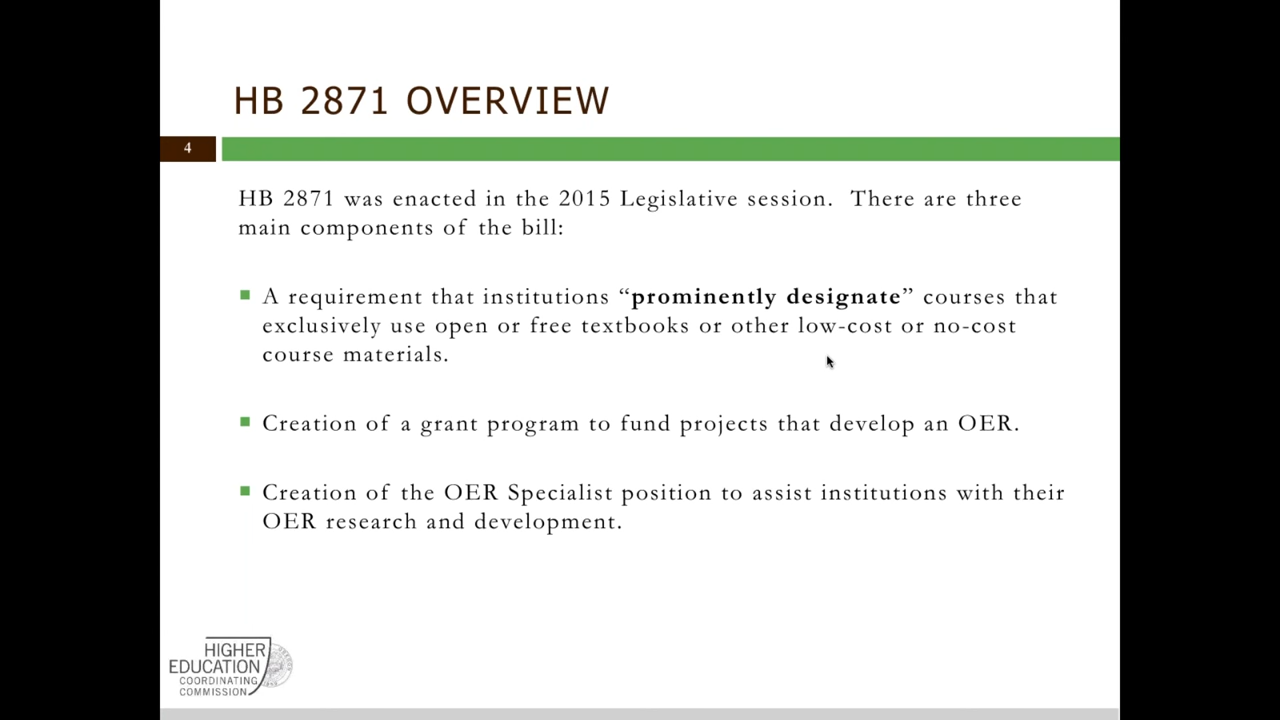 HB 2871 OVERVIEW
4
HB 2871 was enacted in the 2015 Legislative session.  There are three
main components of the bill:
A requirement that institutions “prominently designate” courses that
exclusively use open or free textbooks or other low-cost or no-cost
course materials.
Creation of a grant program to fund projects that develop an OER.
Creation of the OER Specialist position to assist institutions with their
OER research and development.
HIGHER
EDUCATION
COORDINATING
COMMISSION